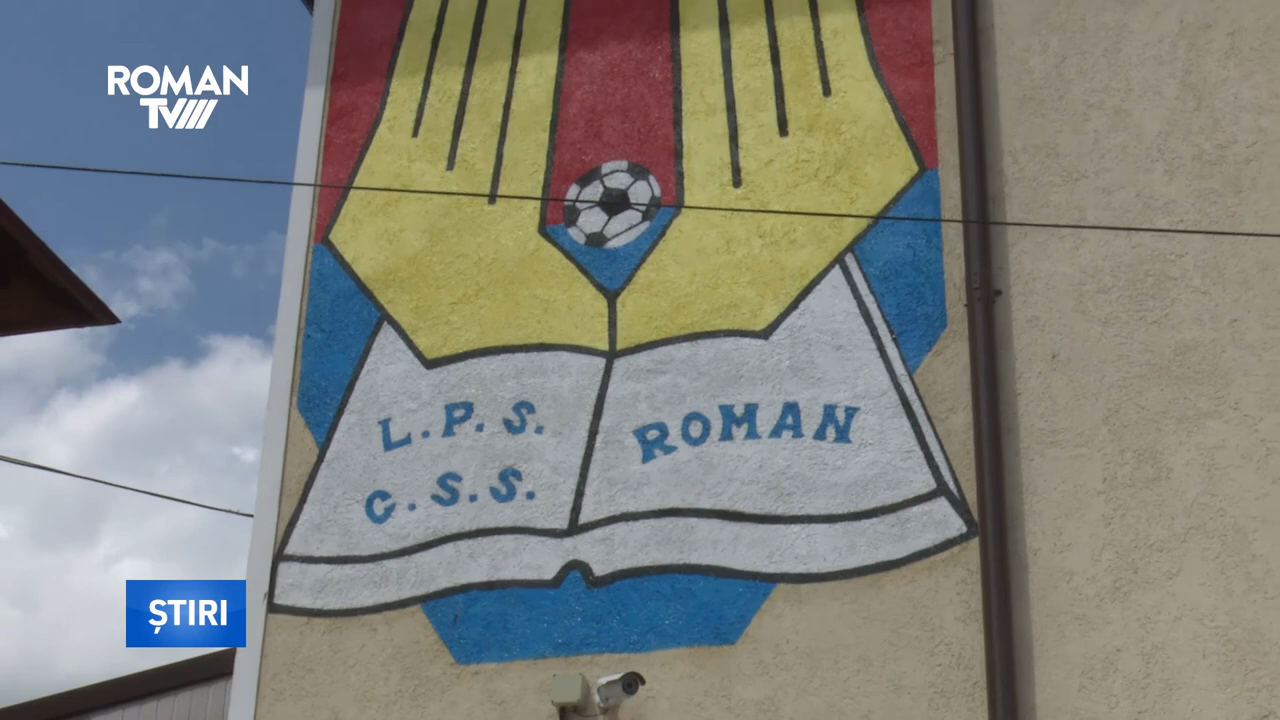 ROMAN
TV
L.P.S.
C.S.S.
ROMAN
ȘTIRI